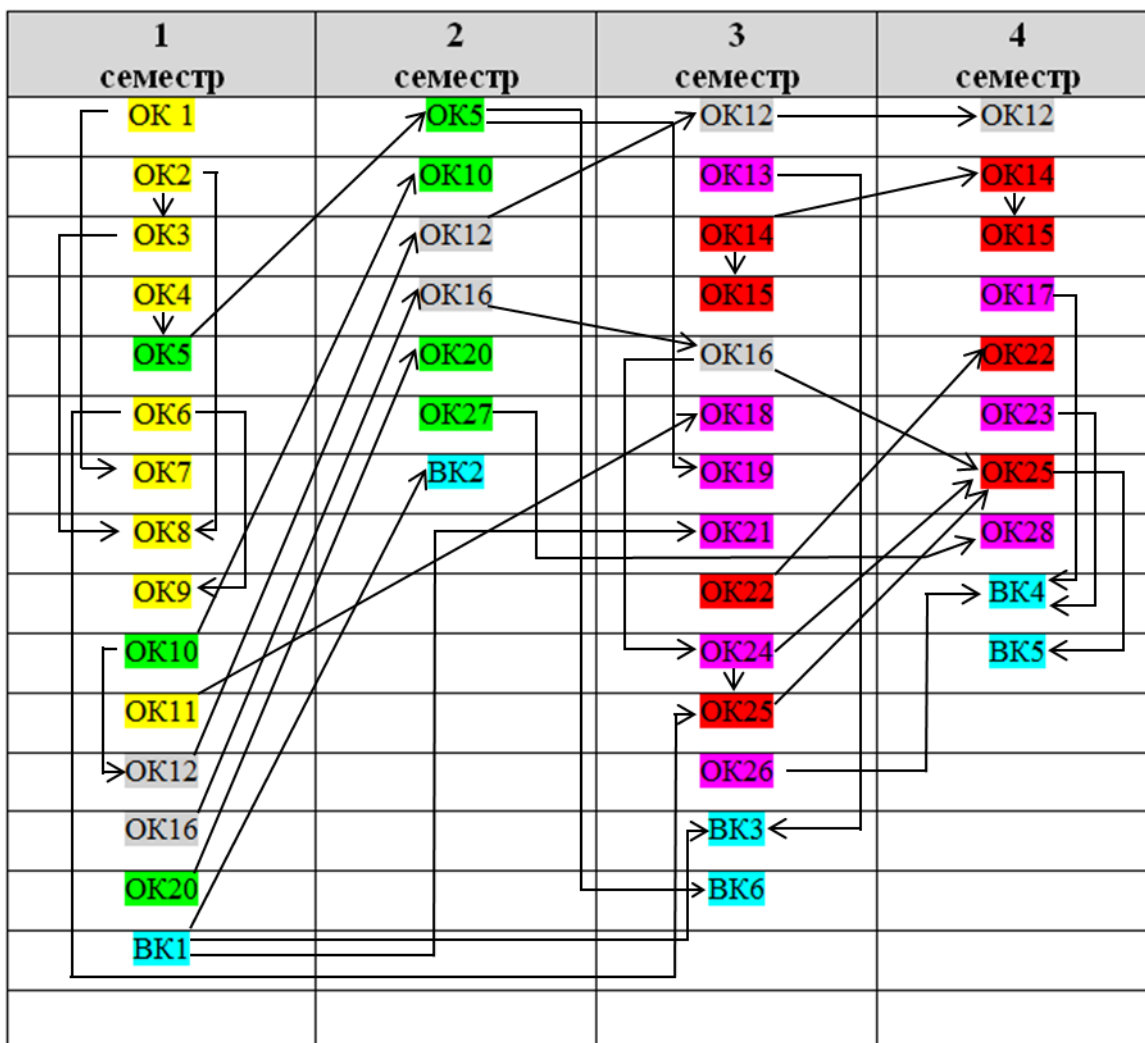 1 семестр 2 семестр 3 семестр 4 семестр
ОК 1 ОК5 ОК12 ОК12
ОК2 ОК10 ОК13 ОК14
ОК3 ОК12 ОК14 ОК15
ОК4 ОК16 ОК15 ОК17
ОК5 ОК20 ОК16 ОК22
ОК6 ОК27 ОК18 ОК23
ОК7 ВК2 ОК19 ОК25
ОК8 ОК21 ОК28
ОК9 ОК22 ВК4
ОК10 ОК24 ВК5
ОК11 ОК25
ОК12 ОК26
ОК16 ВК3
ОК20 ВК6
ВК1